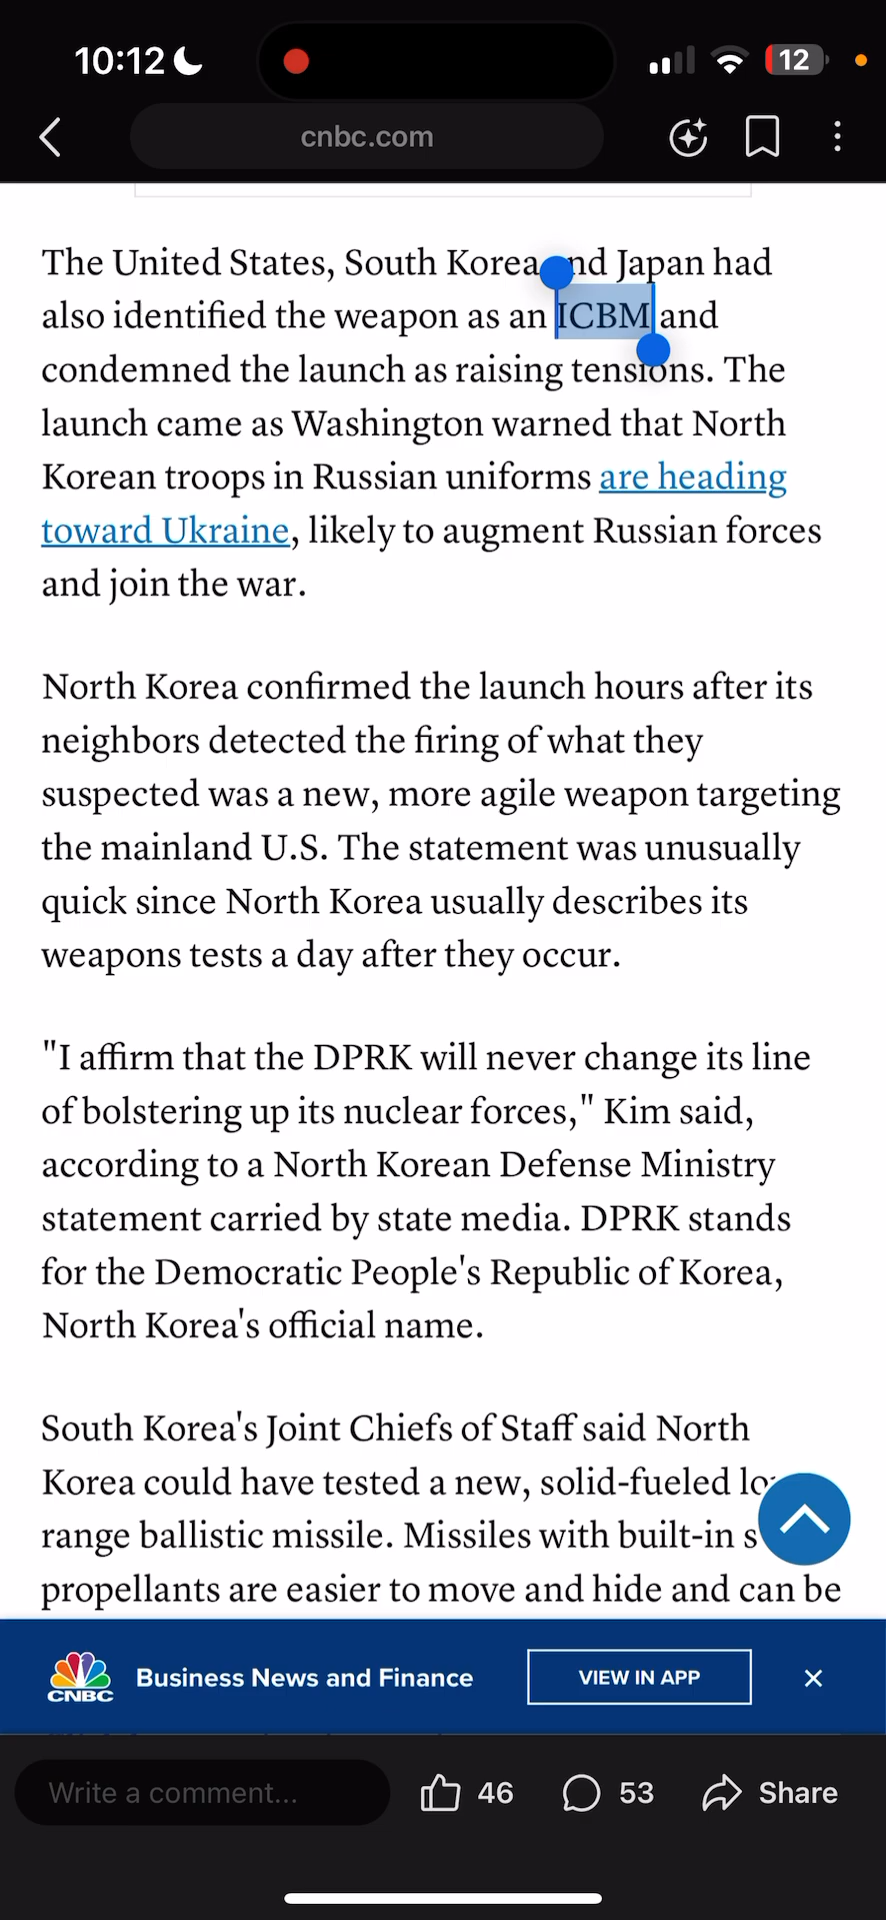 10:12
12
cnbc.com
The United States, South Korea and Japan had
also identified the weapon as an ICBM and
condemned the launch as raising tensions. The
launch came as Washington warned that North
Korean troops in Russian uniforms are heading
toward Ukraine, likely to augment Russian forces
and join the war.
North Korea confirmed the launch hours after its
neighbors detected the firing of what they
suspected was a new, more agile weapon targeting
the mainland U.S. The statement was unusually
quick since North Korea usually describes its
weapons tests a day after they occur.
"I affirm that the DPRK will never change its line
of bolstering up its nuclear forces," Kim said,
according to a North Korean Defense Ministry
statement carried by state media. DPRK stands
for the Democratic People's Republic of Korea,
North Korea's official name.
South Korea's Joint Chiefs of Staff said North
Korea could have tested a new, solid-fueled
range ballistic missile. Missiles with built-in
propellants are easier to move and hide and can be
CNBC
Business News and Finance
VIEW IN APP
Write a comment...
46
53
Share